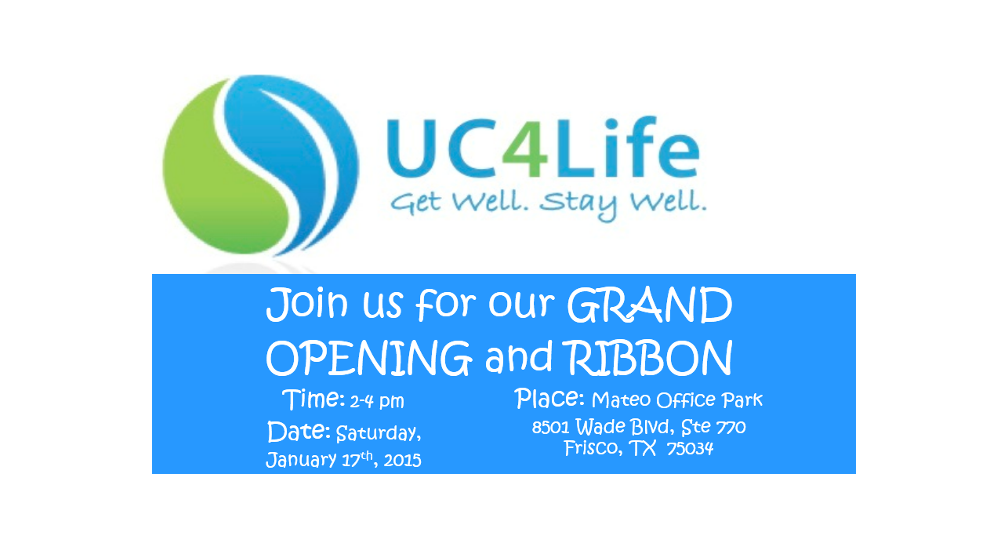 UC4Life
Get Well. Stay Well.
Join us for our GRAND
OPENING and RIBBON
Time: 2-4 pm
Date: Saturday,
January 17th, 2015
Place: Mateo Office Park
8501 Wade Blvd, Ste 770
Frisco, TX 75034